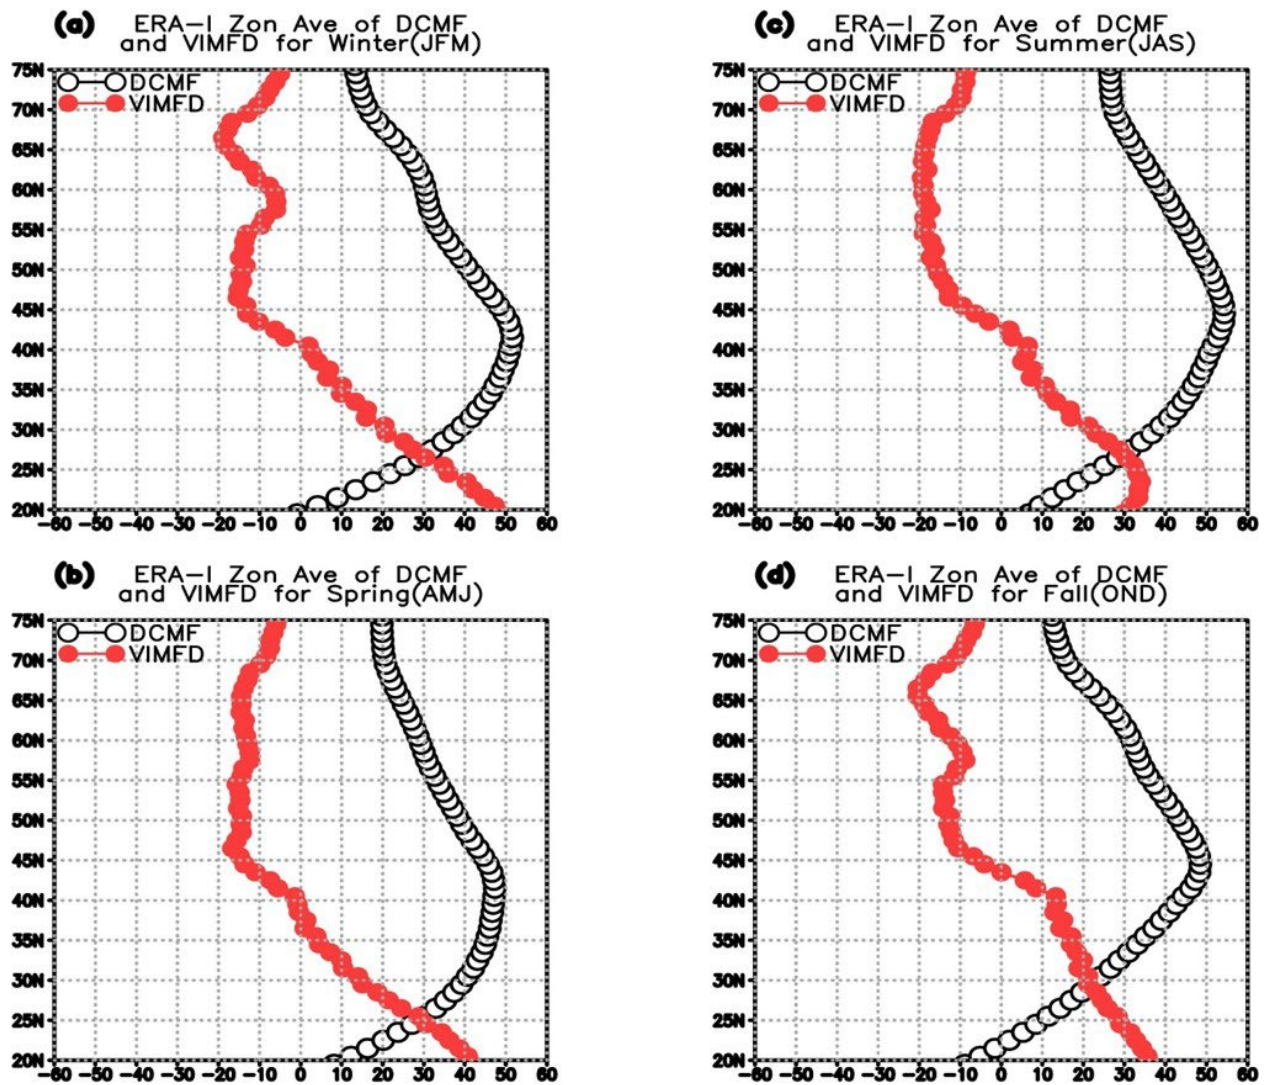 (a) ERA-I Zon Ave of DCMF
and VIMFD for Winter(JFM)
75N
DCMF
VIMFD
70N
65N
60N
55N
50N
45N
40N
35N
30N
25N
20N
-60 -50 -40 -30 -20 -10 0 10 20 30 40 50 60
(c) ERA-I Zon Ave of DCMF
and VIMFD for Summer(JAS)
75N
DCMF
VIMFD
70N
65N
60N
55N
50N
45N
40N
35N
30N
25N
20N
-60 -50 -40 -30 -20 -10 0 10 20 30 40 50 60
(b) ERA-I Zon Ave of DCMF
and VIMFD for Spring(AMJ)
75N
DCMF
VIMFD
70N
65N
60N
55N
50N
45N
40N
35N
30N
25N
20N
-60 -50 -40 -30 -20 -10 0 10 20 30 40 50 60
(d) ERA-I Zon Ave of DCMF
and VIMFD for Fall(OND)
75N
DCMF
VIMFD
70N
65N
60N
55N
50N
45N
40N
35N
30N
25N
20N
-60 -50 -40 -30 -20 -10 0 10 20 30 40 50 60